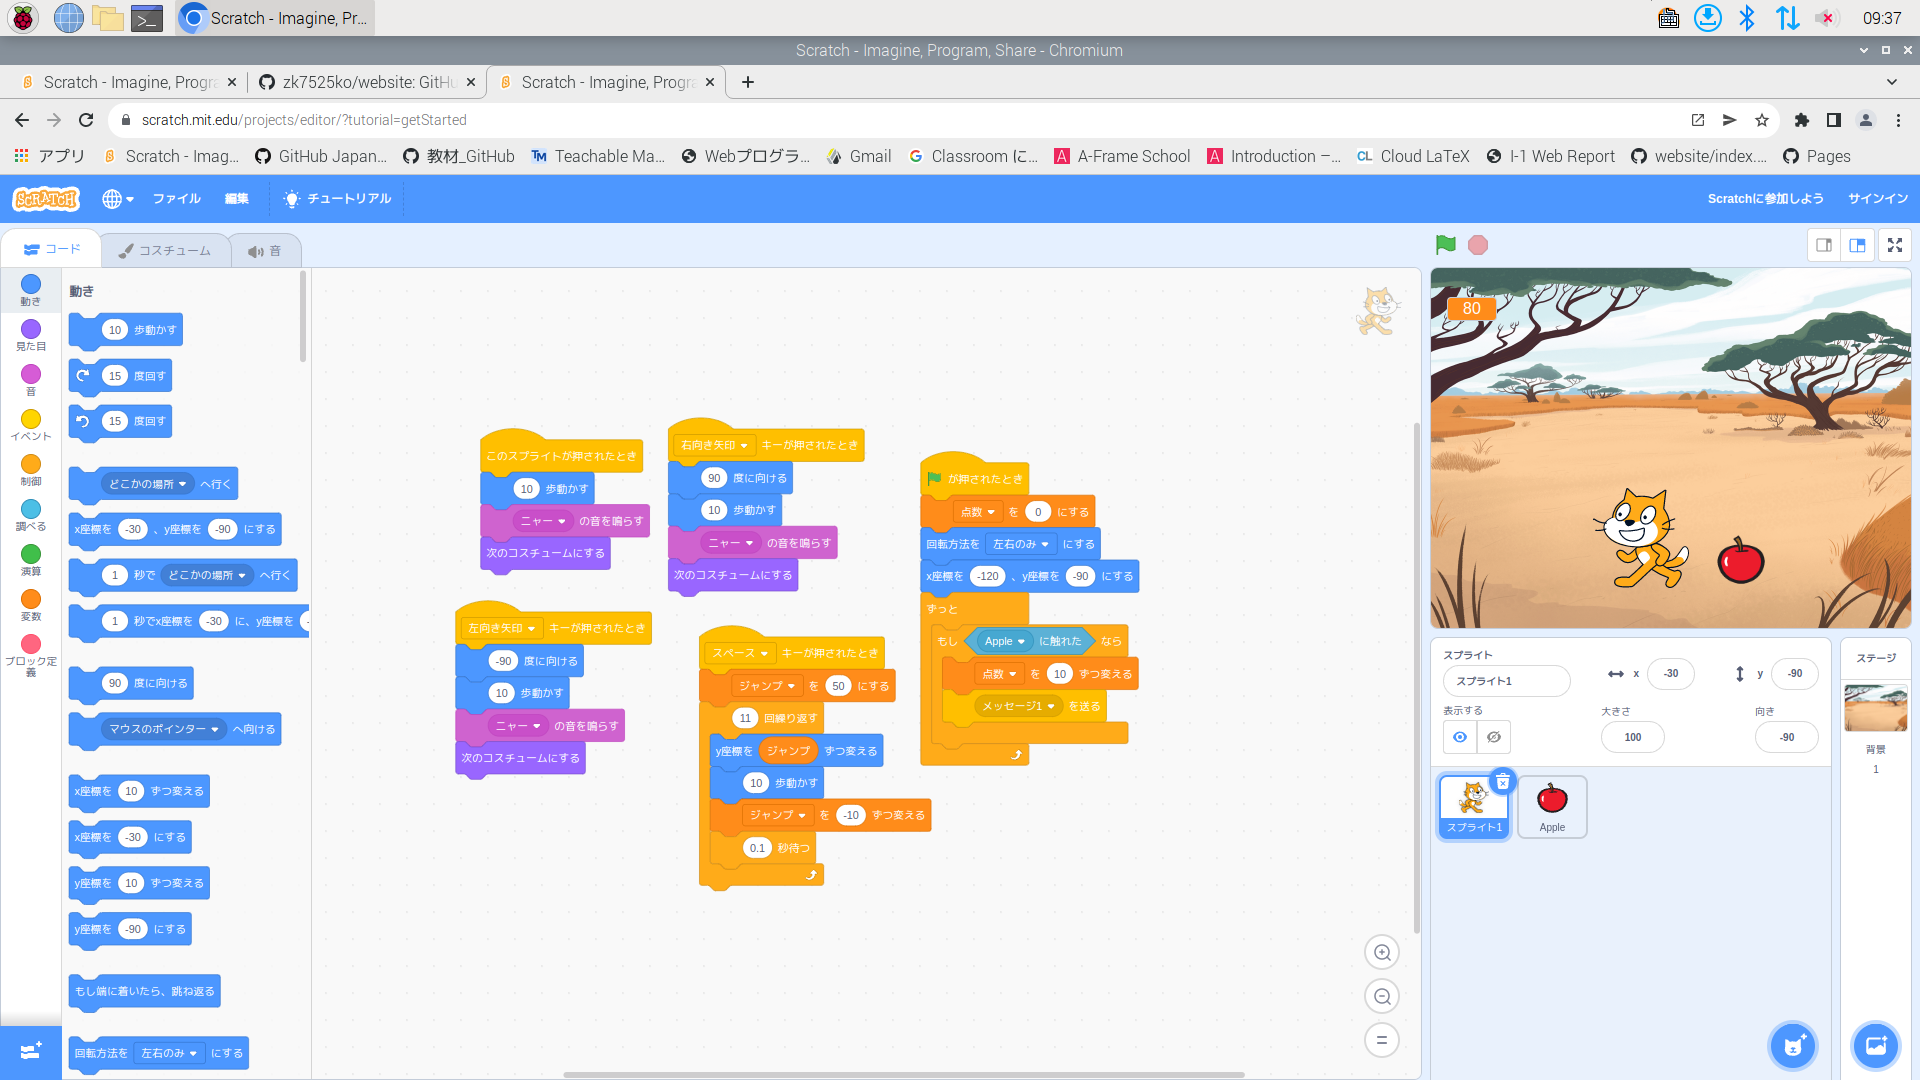 Scratch - Imagine, Pr...
09:37
Scratch - Imagine, Program, Share - Chromium
Scratch - Imagine, Progra
zk7525ko/website: GitHu
Scratch - Imagine, Progra
scratch.mit.edu/projects/editor/?tutorial=getStarted
アプリ
Scratch - Imag...
GitHub Japan...
教材_GitHub
TM
Teachable Ma...
Webプログラ...
Gmail
G
Classroom に...
A
A-Frame School
A
Introduction –...
CL
Cloud LaTeX
I-1 Web Report
website/index....
Pages
SCRATCH
ファイル
編集
チュートリアル
Scratchに参加しよう
サインイン
コード
コスチューム
音
動き
見た目
音
イベント
制御
調べる
演算
変数
ブロック定義
動き
10 歩動かす
15 度回す
15 度回す
どこかの場所 へ行く
x座標を -30 、y座標を -90 にする
1 秒で どこかの場所 へ行く
1 秒でx座標を -30 に、y座標を -
90 度に向ける
マウスのポインター へ向ける
x座標を 10 ずつ変える
x座標を -30 にする
y座標を 10 ずつ変える
y座標を -90 にする
もし端に着いたら、跳ね返る
回転方法を 左右のみ にする
このスプライトが押されたとき
10 歩動かす
ニャー の音を鳴らす
次のコスチュームにする
右向き矢印 キーが押されたとき
90 度に向ける
10 歩動かす
ニャー の音を鳴らす
次のコスチュームにする
左向き矢印 キーが押されたとき
-90 度に向ける
10 歩動かす
ニャー の音を鳴らす
次のコスチュームにする
スペース キーが押されたとき
ジャンプ を 50 にする
11 回繰り返す
y座標を ジャンプ ずつ変える
10 歩動かす
ジャンプ を -10 ずつ変える
0.1 秒待つ
が押されたとき
点数 を 0 にする
回転方法を 左右のみ にする
x座標を -120 、y座標を -90 にする
ずっと
もし Apple に触れた なら
点数 を 10 ずつ変える
メッセージ1 を送る
80
スプライト
スプライト1
x -30
y -90
表示する
大きさ
100
向き
-90
スプライト1
Apple
ステージ
背景
1